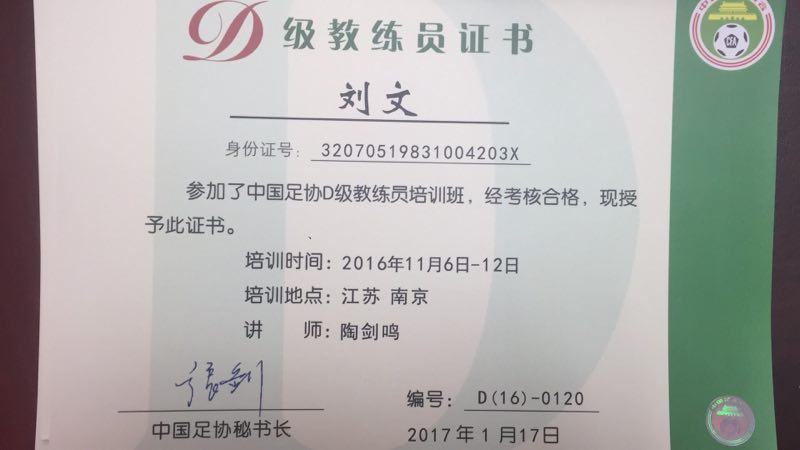 D级教练员证书
刘文
身份证号: 32070519831004203X
参加了中国足协D级教练员培训班，经考核合格，现授
予此证书。
培训时间: 2016年11月6日-12日
培训地点: 江苏 南京
讲 师: 陶剑鸣
张剑
编号: D(16)-0120
中国足协秘书长
2017年1月17日
CFA